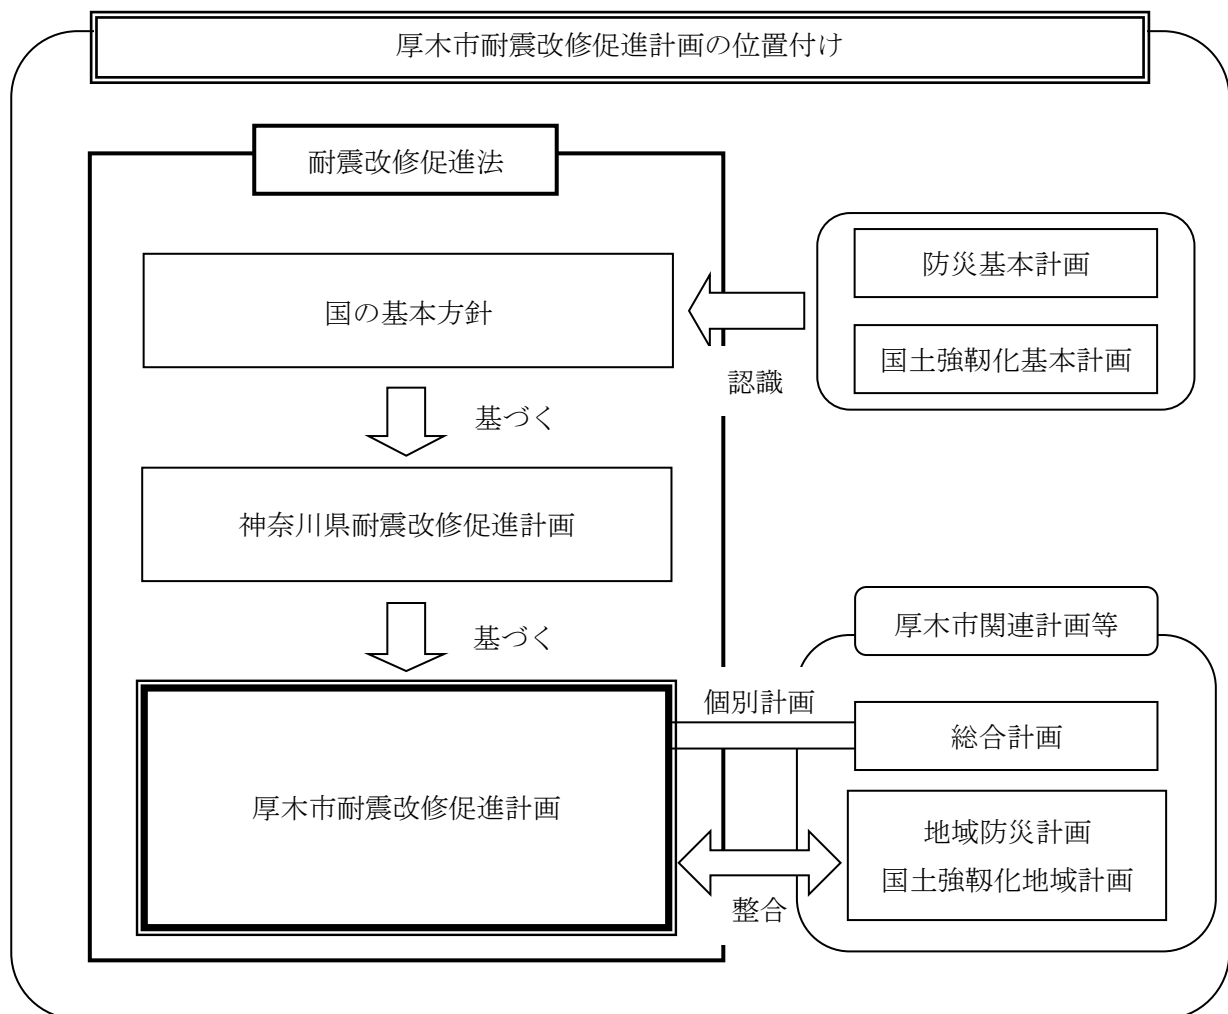 厚木市耐震改修促進計画の位置付け
耐震改修促進法
国の基本方針
防災基本計画
国土強靱化基本計画
認識
基づく
神奈川県耐震改修促進計画
基づく
厚木市関連計画等
個別計画
総合計画
厚木市耐震改修促進計画
地域防災計画
国土強靱化地域計画
整合